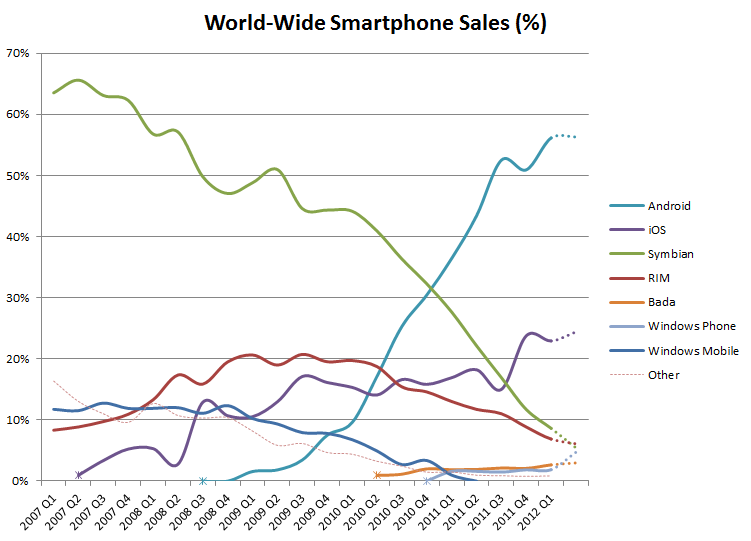 World-Wide Smartphone Sales (%)
70%
60%
50%
40%
30%
20%
10%
0%
2007 Q1
2007 Q2
2007 Q3
2007 Q4
2008 Q1
2008 Q2
2008 Q3
2008 Q4
2009 Q1
2009 Q2
2009 Q3
2009 Q4
2010 Q1
2010 Q2
2010 Q3
2010 Q4
2011 Q1
2011 Q2
2011 Q3
2011 Q4
2012 Q1
Android
iOS
Symbian
RIM
Bada
Windows Phone
Windows Mobile
Other